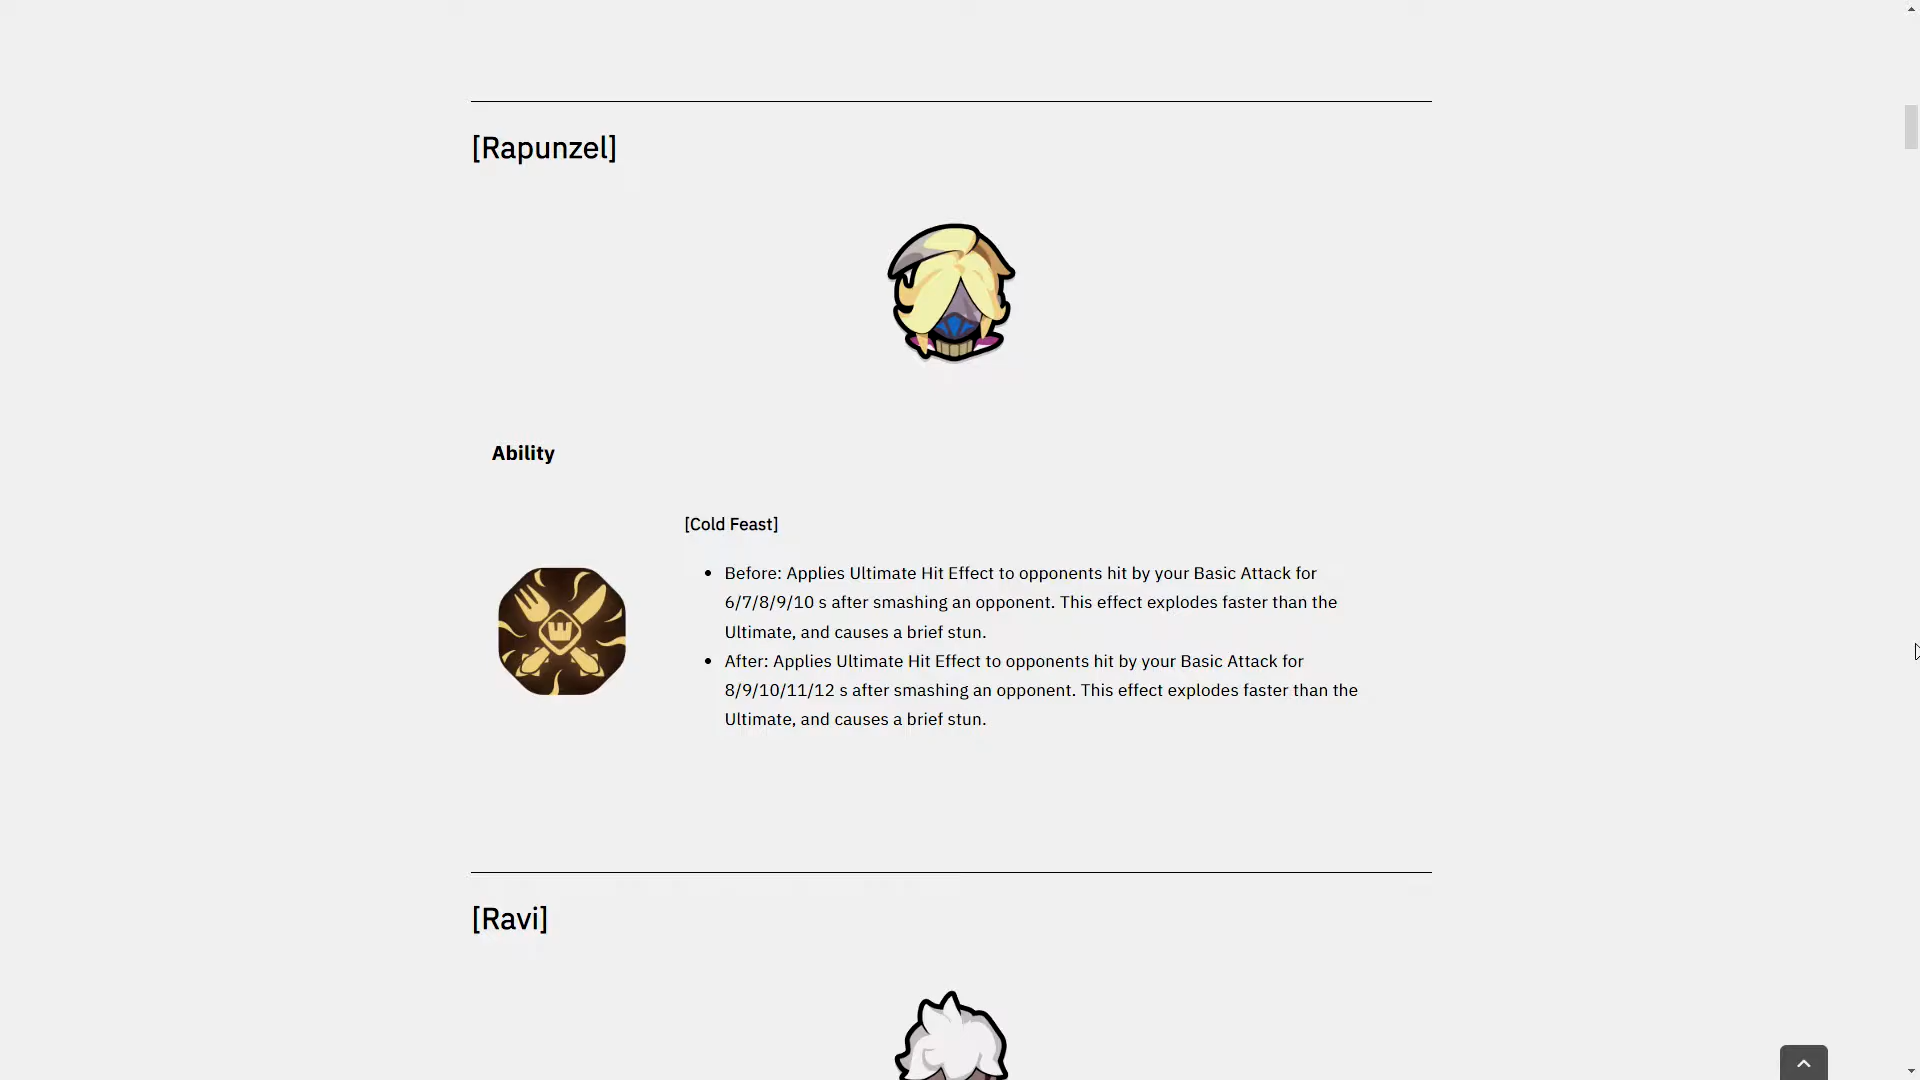 [Rapunzel]
Ability
[Cold Feast]
Before: Applies Ultimate Hit Effect to opponents hit by your Basic Attack for
6/7/8/9/10 s after smashing an opponent. This effect explodes faster than the
Ultimate, and causes a brief stun.
After: Applies Ultimate Hit Effect to opponents hit by your Basic Attack for
8/9/10/11/12 s after smashing an opponent. This effect explodes faster than the
Ultimate, and causes a brief stun.
[Ravi]